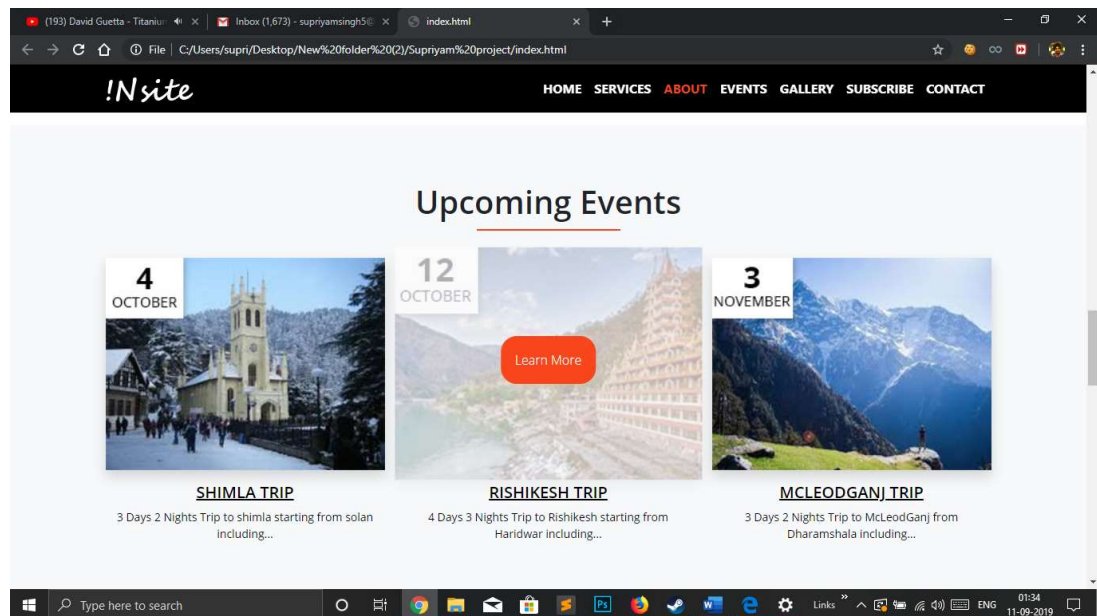 (193) David Guetta - Titanium
Inbox (1,673) - supriyamsingh5@
index.html
File | C:/Users/supri/Desktop/New%20folder%20(2)/Supriyam%20project/index.html
!Nsite
HOME SERVICES ABOUT EVENTS GALLERY SUBSCRIBE CONTACT
Upcoming Events
4
OCTOBER
12
OCTOBER
3
NOVEMBER
Learn More
SHIMLA TRIP
3 Days 2 Nights Trip to shimla starting from solan
including...
RISHIKESH TRIP
4 Days 3 Nights Trip to Rishikesh starting from
Haridwar including...
MCLEODGANJ TRIP
3 Days 2 Nights Trip to McLeodGanj from
Dharamshala including...
Type here to search
Ps
Links
ENG
01:34
11-09-2019